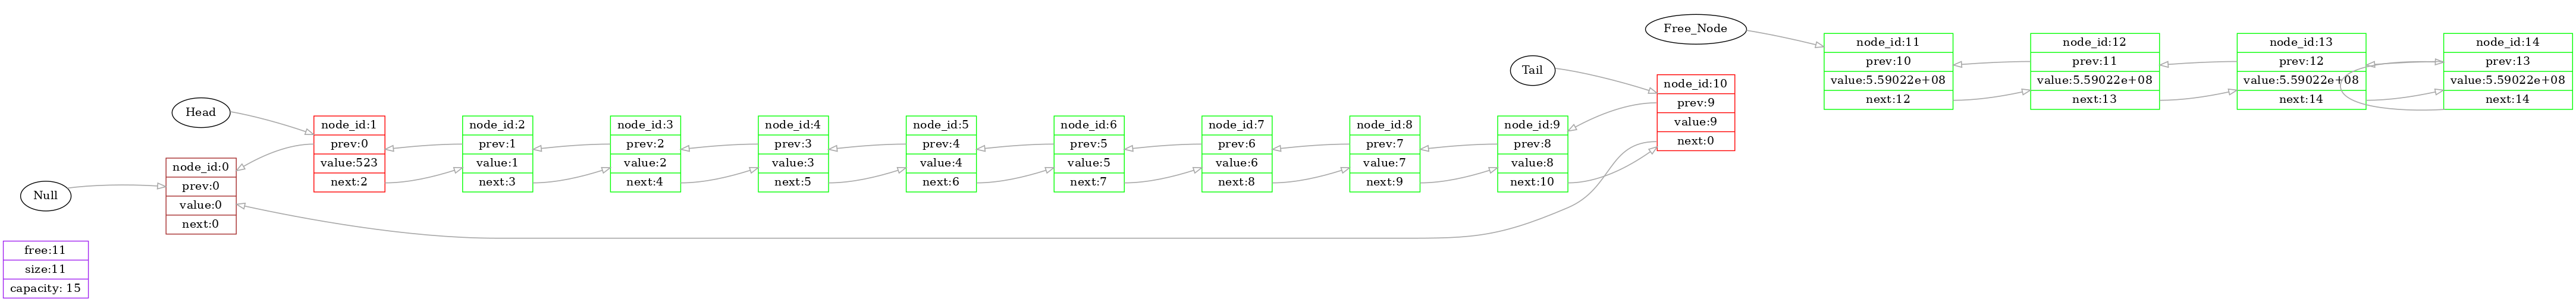 Null
node_id:0
prev:0
value:0
next:0
free:11
size:11
capacity: 15
Head
node_id:1
prev:0
value:523
next:2
node_id:2
prev:1
value:1
next:3
node_id:3
prev:2
value:2
next:4
node_id:4
prev:3
value:3
next:5
node_id:5
prev:4
value:4
next:6
node_id:6
prev:5
value:5
next:7
node_id:7
prev:6
value:6
next:8
node_id:8
prev:7
value:7
next:9
node_id:9
prev:8
value:8
next:10
Tail
node_id:10
prev:9
value:9
next:0
Free_Node
node_id:11
prev:10
value:5.59022e+08
next:12
node_id:12
prev:11
value:5.59022e+08
next:13
node_id:13
prev:12
value:5.59022e+08
next:14
node_id:14
prev:13
value:5.59022e+08
next:14